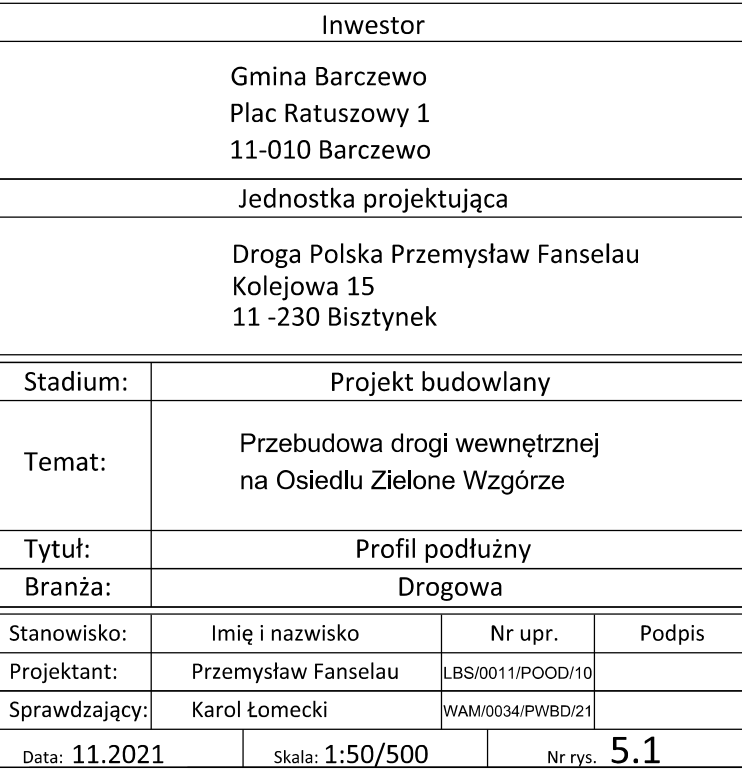 Inwestor
Gmina Barczewo
Plac Ratuszowy 1
11-010 Barczewo
Jednostka projektująca
Droga Polska Przemysław Fanselau
Kolejowa 15
11 -230 Bisztynek
Stadium: Projekt budowlany
Temat: Przebudowa drogi wewnętrznej
na Osiedlu Zielone Wzgórze
Tytuł: Profil podłużny
Branża: Drogowa
Stanowisko: Imię i nazwisko Nr upr. Podpis
Projektant: Przemysław Fanselau LBS/0011/POOD/10
Sprawdzający: Karol Łomecki WAM/0034/PWBD/21
Data: 11.2021 Skala: 1:50/500 Nr rys. 5.1